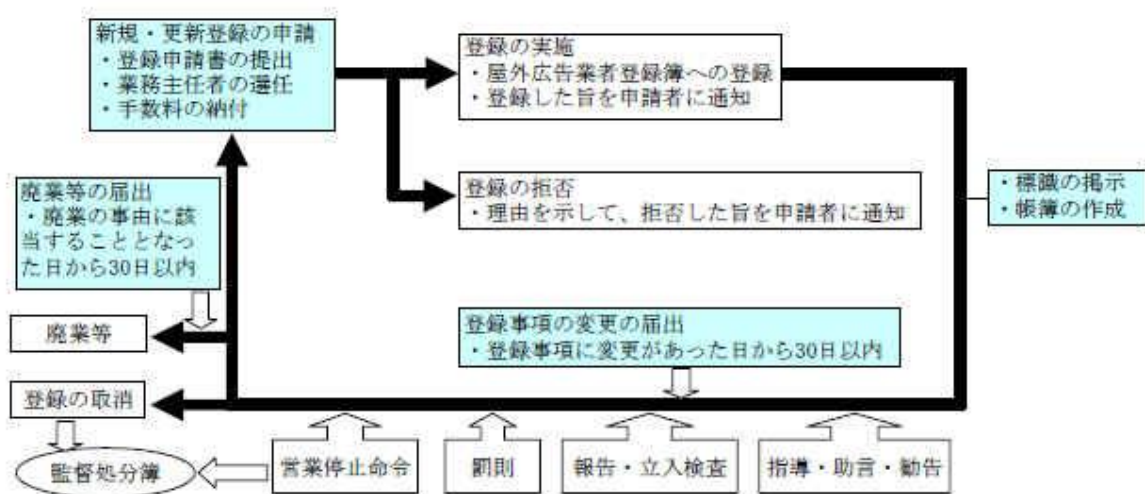 新規・更新登録の申請
・登録申請書の提出
・業務主任者の選任
・手数料の納付
登録の実施
・屋外広告業者登録簿への登録
・登録した旨を申請者に通知
登録の拒否
・理由を示して、拒否した旨を申請者に通知
・標識の掲示
・帳簿の作成
廃業等の届出
・廃業の事由に該
当することとなっ
た日から30日以内
廃業等
登録事項の変更の届出
・登録事項に変更があった日から30日以内
登録の取消
監督処分簿
営業停止命令
罰則
報告・立入検査
指導・助言・勧告